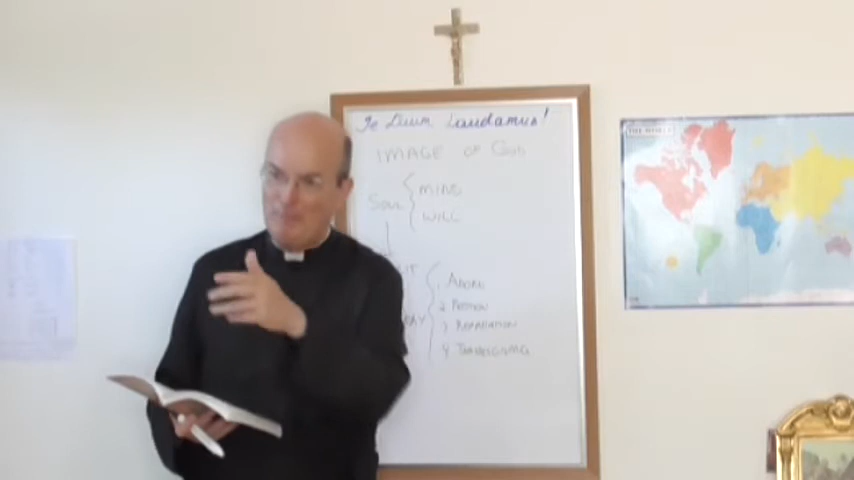 Te Deum Laudamus!
IMAGE OF GOD
SOUL { MIND
WILL
1. ADORE
2 PETITION
3 REPARATION
4 THANKSGIVING
THE WORLD